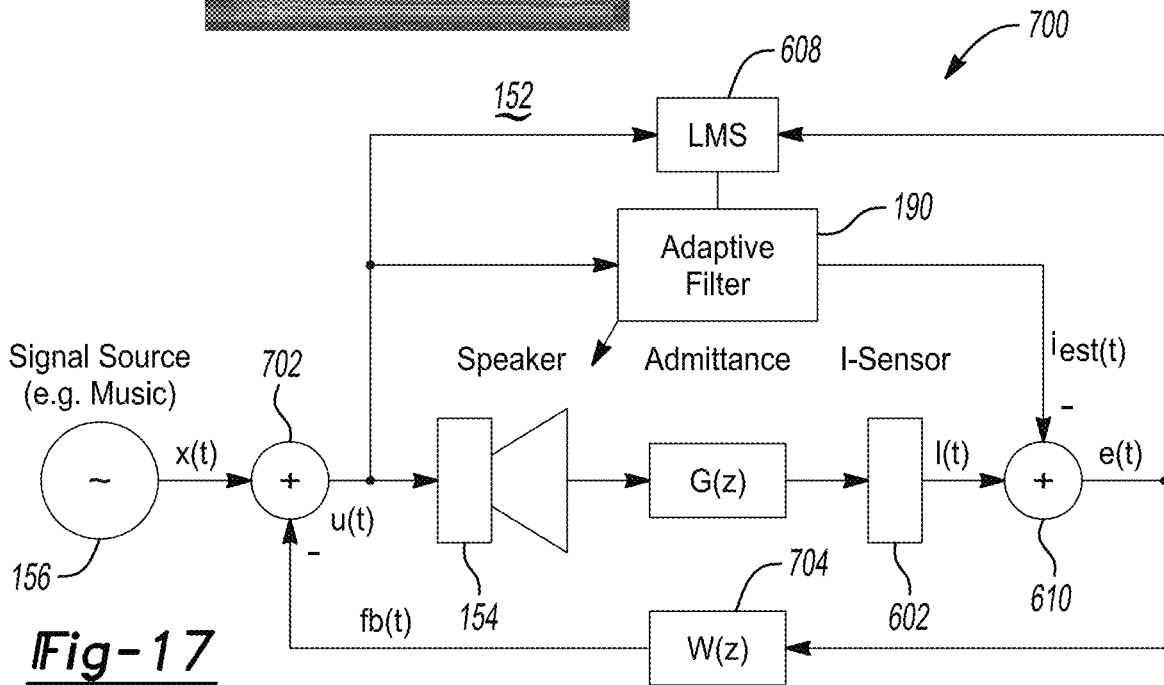 700
608
152
LMS
190
Adaptive
Filter
Signal Source
(e.g. Music)
702
Speaker
Admittance
I-Sensor
iest(t)
-
~
x(t)
+
u(t)
G(z)
I(t)
+
e(t)
-
156
154
fb(t)
704
W(z)
602
610
Fig-17